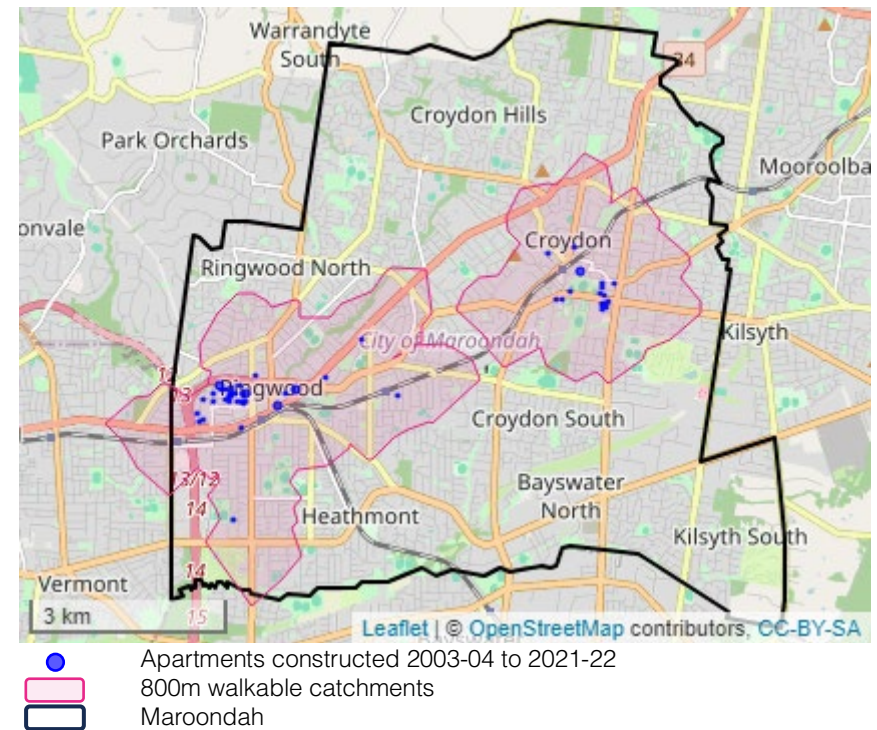 Warrandyte
South
34
Croydon Hills
Park Orchards
Mooroolba
onvale
Croydon
Ringwood North
City of Maroondah
Kilsyth
13
Ringwood
Croydon South
13/12
14
Bayswater
North
Heathmont
Kilsyth South
14
Vermont
3 km
15
Leaflet | © OpenStreetMap contributors, CC-BY-SA
Apartments constructed 2003-04 to 2021-22
800m walkable catchments
Maroondah